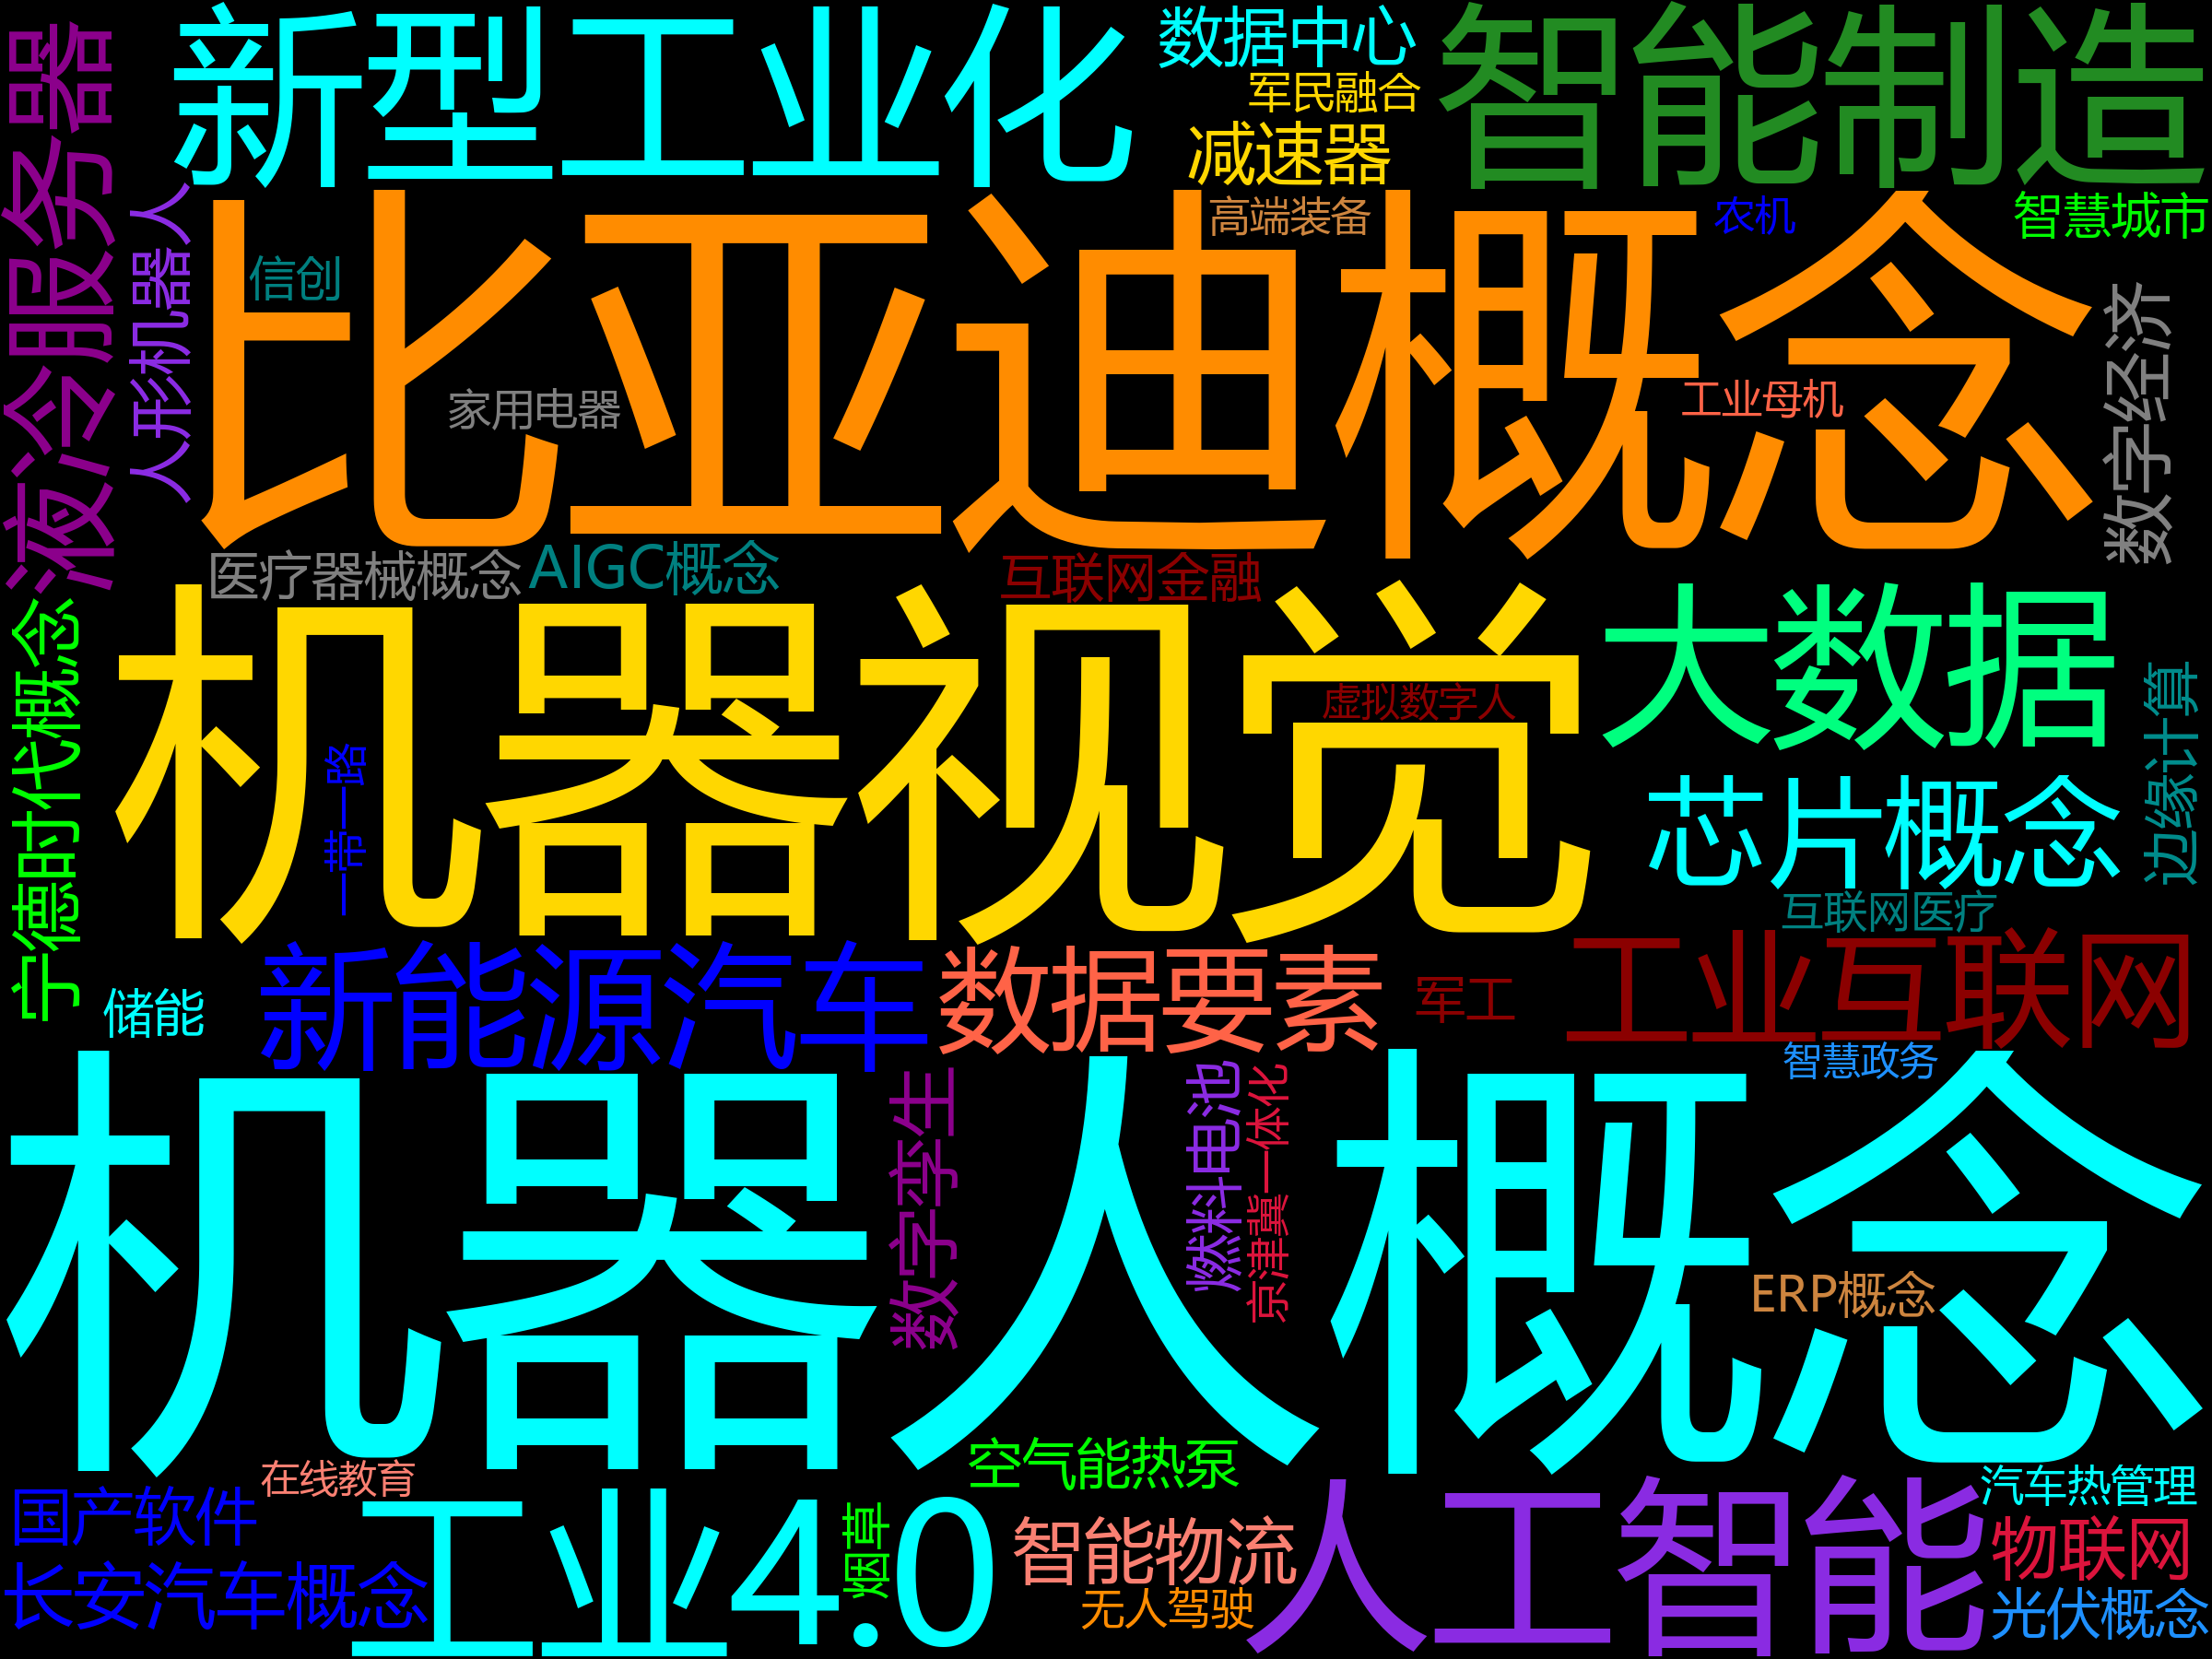 新型工业化
数据中心
智能制造
军民融合
减速器
液冷服务器
人形机器人
比亚迪概念
高端装备
农机
智慧城市
信创
家用电器
工业母机
数字经济
医疗器械概念
AIGC概念
互联网金融
宁德时代概念
机器视觉
大数据
虚拟数字人
一带一路
芯片概念
边缘计算
互联网医疗
储能
新能源汽车
数据要素
军工
工业互联网
智慧政务
机器人概念
数字孪生
燃料电池
京津冀一体化
ERP概念
空气能热泵
在线教育
汽车热管理
国产软件
工业4.0
烟草
智能物流
人工智能
物联网
长安汽车概念
无人驾驶
光伏概念